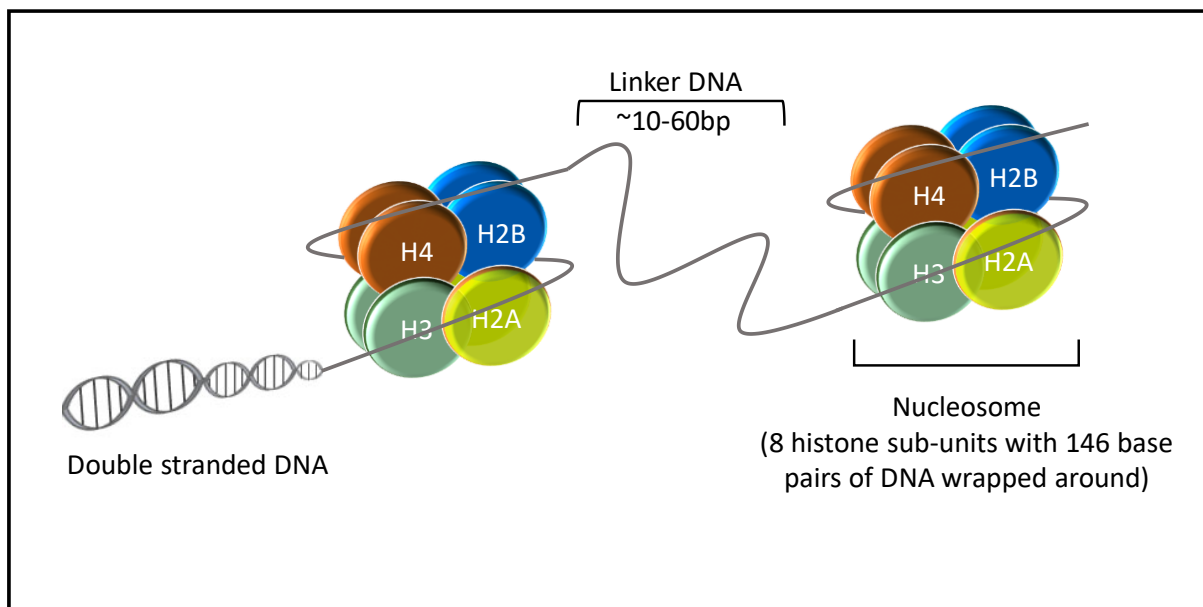 Linker DNA
~10-60bp
H4
H2B
H3
H2A
H4
H2B
H3
H2A
Double stranded DNA
Nucleosome
(8 histone sub-units with 146 base
pairs of DNA wrapped around)